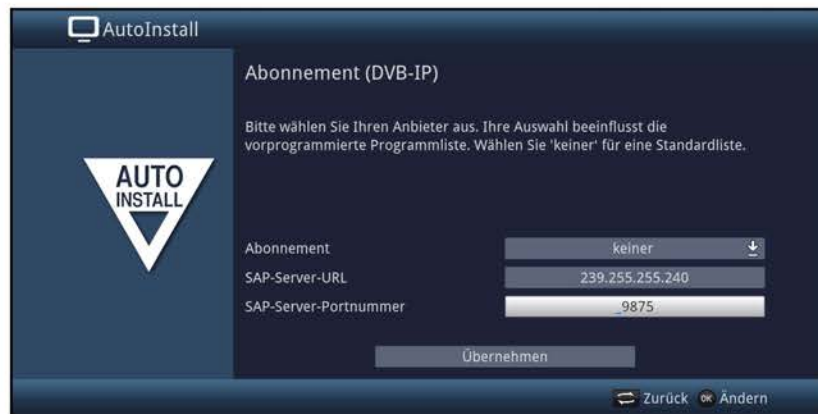 AutoInstall
Abonnement (DVB-IP)
Bitte wählen Sie Ihren Anbieter aus. Ihre Auswahl beeinflusst die
vorprogrammierte Programmliste. Wählen Sie 'keiner' für eine Standardliste.
AUTO
INSTALL
Abonnement keiner
SAP-Server-URL 239.255.255.240
SAP-Server-Portnummer _9875
Übernehmen
Zurück OK Ändern